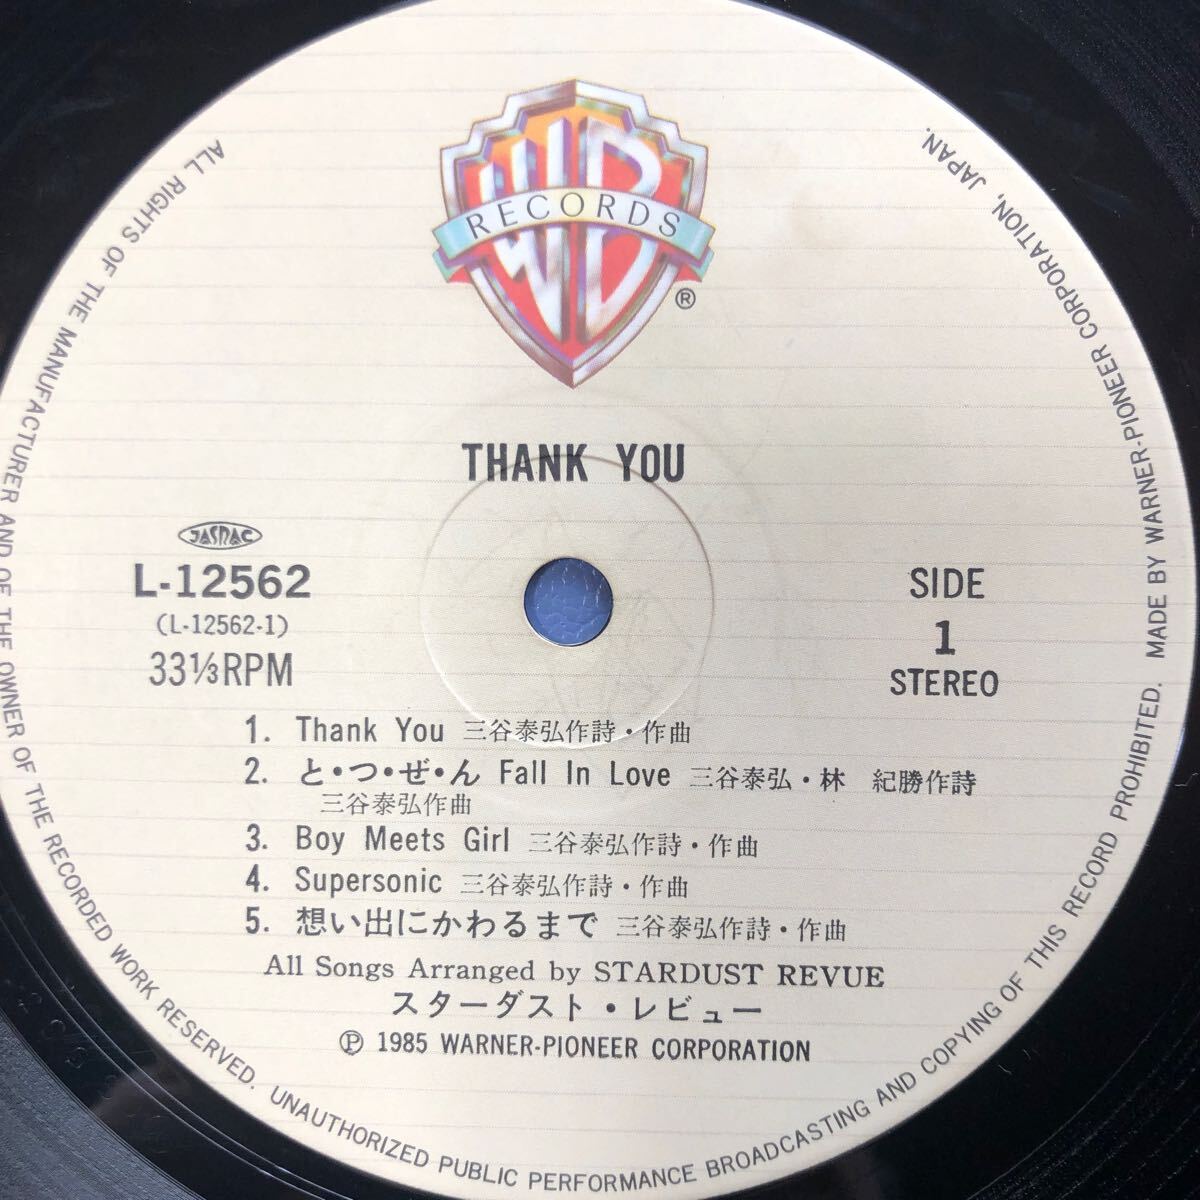 WB
RECORDS
®
THANK YOU
JASRAC
L-12562
(L-12562-1)
33⅓RPM
SIDE
1
STEREO
1. Thank You 三谷泰弘作詩・作曲
2. と・つ・ぜ・ん Fall In Love 三谷泰弘・林　紀勝作詩
三谷泰弘作曲
3. Boy Meets Girl 三谷泰弘作詩・作曲
4. Supersonic 三谷泰弘作詩・作曲
5. 想い出にかわるまで 三谷泰弘作詩・作曲
All Songs Arranged by STARDUST REVUE
スターダスト・レビュー
Ⓟ 1985 WARNER-PIONEER CORPORATION
ALL RIGHTS OF THE MANUFACTURER AND OF THE OWNER OF THE RECORDED WORK RESERVED. UNAUTHORIZED PUBLIC PERFORMANCE BROADCASTING AND COPYING OF THIS RECORD PROHIBITED. MADE BY WARNER-PIONEER CORPORATION, JAPAN.